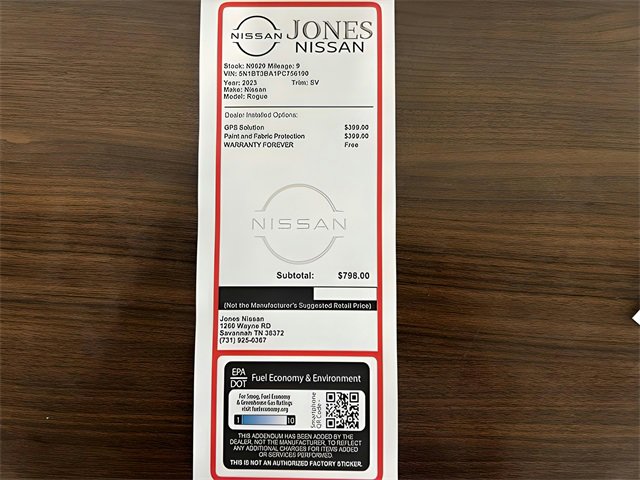 NISSAN JONES
NISSAN
Stock: N9629 Mileage: 9
VIN: 5N1BT3BA1PC756190
Year: 2023 Trim: SV
Make: Nissan
Model: Rogue
Dealer Installed Options:
GPS Solution $399.00
Paint and Fabric Protection $399.00
WARRANTY FOREVER Free
NISSAN
Subtotal: $798.00
(Not the Manufacturer's Suggested Retail Price)
Jones Nissan
1260 Wayne RD
Savannah TN 38372
(731) 925-0367
EPA
DOT Fuel Economy & Environment
For Smog, Fuel Economy
& Greenhouse Gas Ratings
visit fueleconomy.org
1 10
Smartphone
QR Code
THIS ADDENDUM HAS BEEN ADDED BY THE
DEALER, NOT THE MANUFACTURER, TO REFLECT
ANY ADDITIONAL CHARGES FOR ITEMS ADDED
OR SERVICES PERFORMED.
THIS IS NOT AN AUTHORIZED FACTORY STICKER.